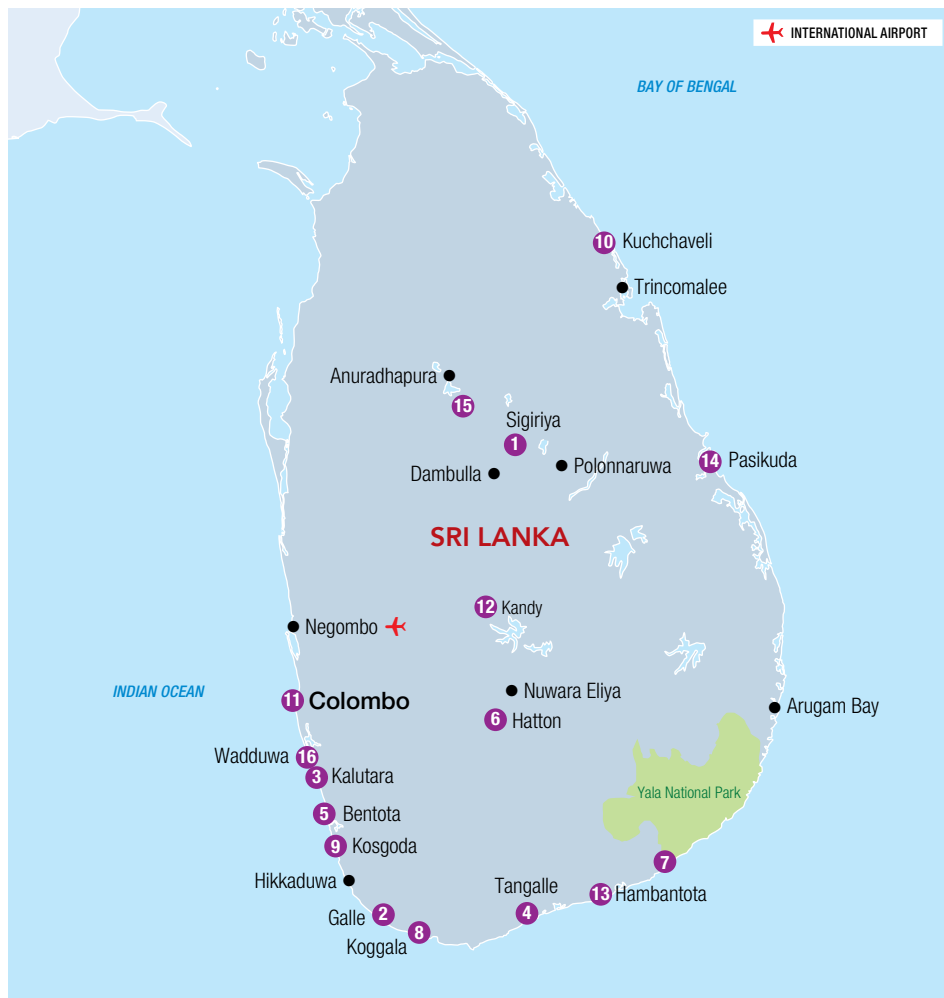 INTERNATIONAL AIRPORT
BAY OF BENGAL
10 Kuchchaveli
Trincomalee
Anuradhapura
15
Sigiriya
1
Dambulla
Polonnaruwa
14 Pasikuda
SRI LANKA
12 Kandy
Negombo
INDIAN OCEAN
11 Colombo
Nuwara Eliya
6 Hatton
Arugam Bay
Wadduwa 16
3 Kalutara
Yala National Park
5 Bentota
9 Kosgoda
7
Hikkaduwa
Tangalle
4
13 Hambantota
Galle 2
8
Koggala